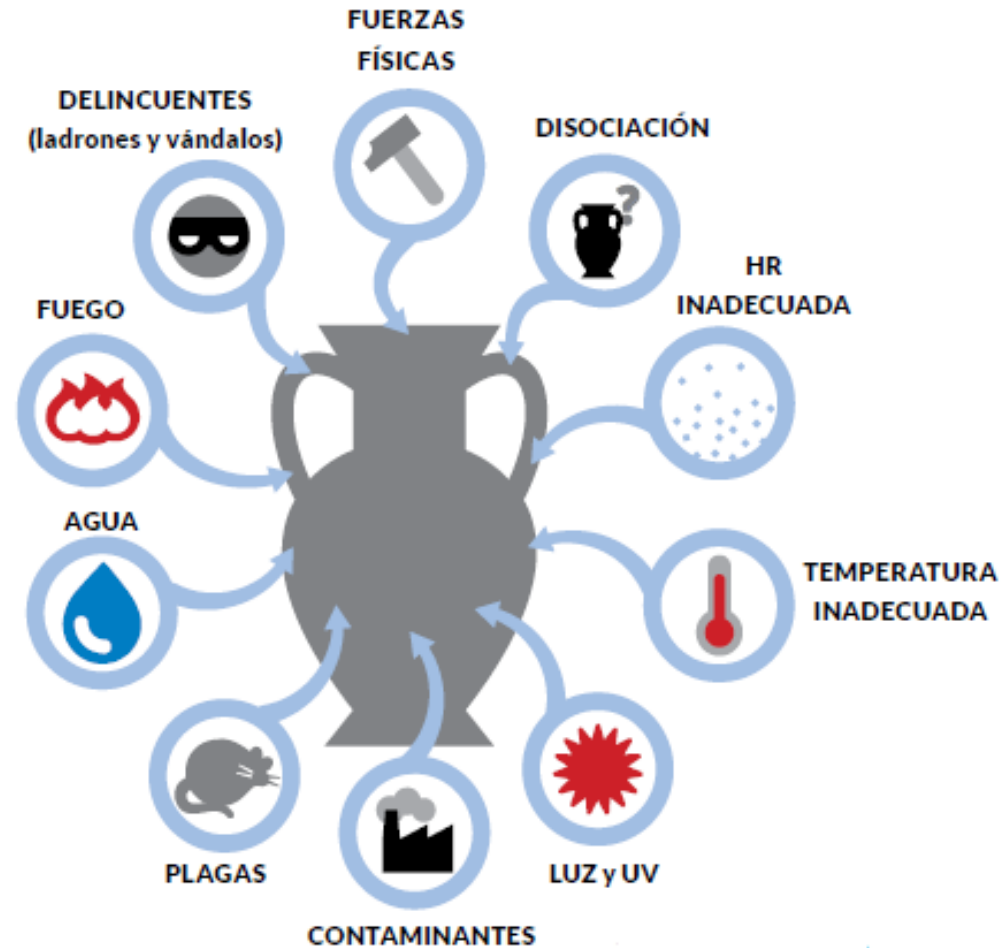 FUERZAS
FÍSICAS
DELINCUENTES
(ladrones y vándalos)
DISOCIACIÓN
?
HR
INADECUADA
FUEGO
AGUA
TEMPERATURA
INADECUADA
PLAGAS
LUZ y UV
CONTAMINANTES